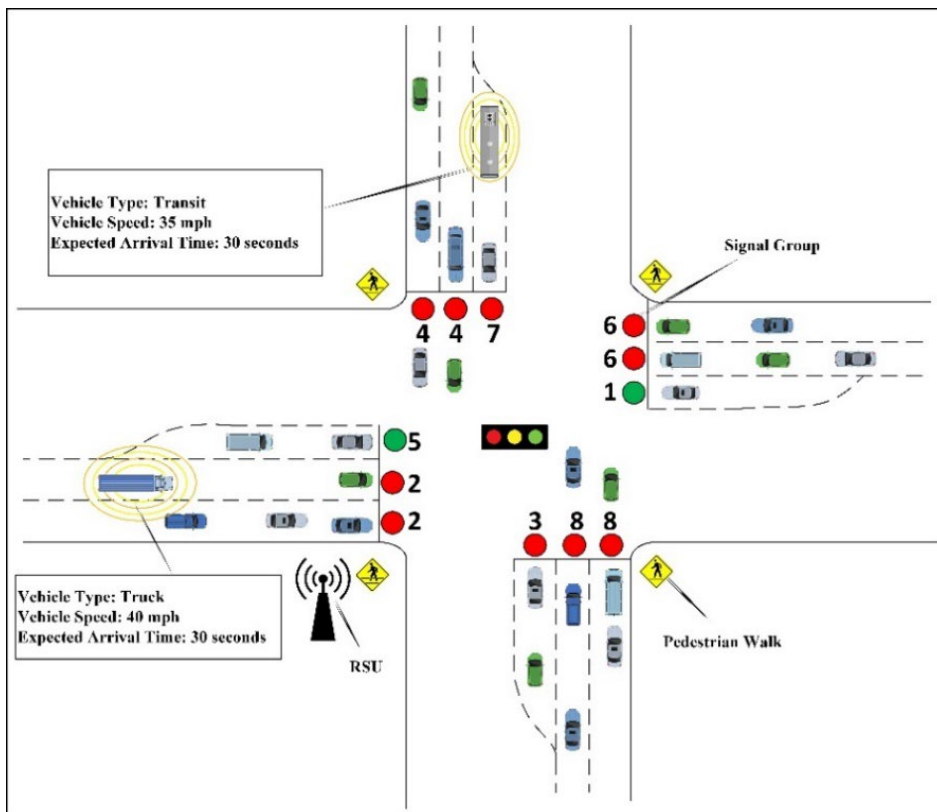 Vehicle Type: Transit
Vehicle Speed: 35 mph
Expected Arrival Time: 30 seconds
Signal Group
4 4 7
6
6
1
5
2
2
3 8 8
Vehicle Type: Truck
Vehicle Speed: 40 mph
Expected Arrival Time: 30 seconds
RSU
Pedestrian Walk